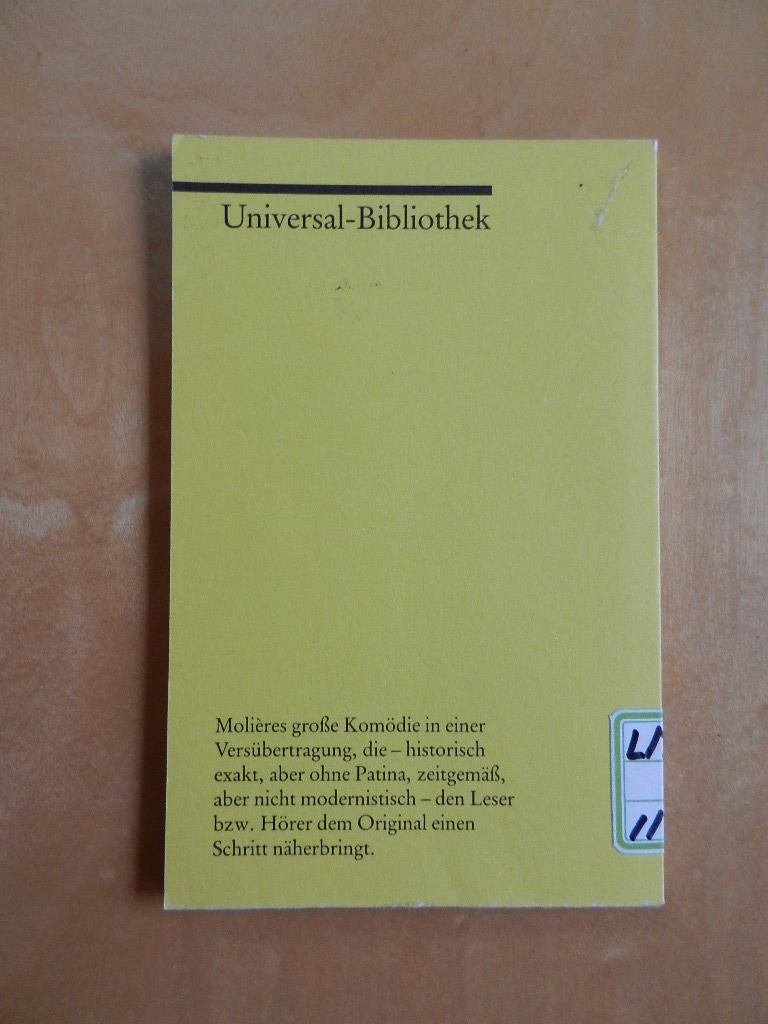 Universal-Bibliothek
Molières große Komödie in einer
Versübertragung, die – historisch
exakt, aber ohne Patina, zeitgemäß,
aber nicht modernistisch – den Leser
bzw. Hörer dem Original einen
Schritt näherbringt.